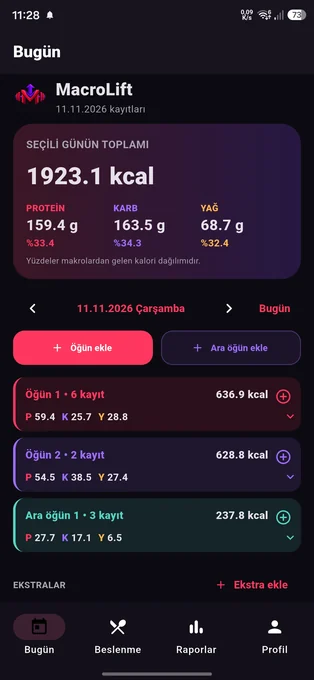 11:28
0,09 K/s 6 73
Bugün
MacroLift
11.11.2026 kayıtları
SEÇİLİ GÜNÜN TOPLAMI
1923.1 kcal
PROTEİN KARB YAĞ
159.4 g 163.5 g 68.7 g
%33.4 %34.3 %32.4
Yüzdeler makrolardan gelen kalori dağılımıdır.
11.11.2026 Çarşamba Bugün
+ Öğün ekle + Ara öğün ekle
Öğün 1 • 6 kayıt 636.9 kcal
P 59.4 K 25.7 Y 28.8
Öğün 2 • 2 kayıt 628.8 kcal
P 54.5 K 38.5 Y 27.4
Ara öğün 1 • 3 kayıt 237.8 kcal
P 27.7 K 17.1 Y 6.5
EKSTRALAR + Ekstra ekle
Bugün Beslenme Raporlar Profil